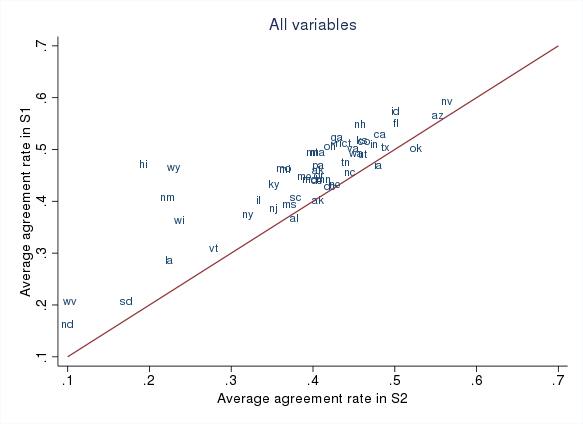 All variables
Average agreement rate in S1
.7
.6
.5
.4
.3
.2
.1
nv
id
az
nh
fl
ca
ga
in
tx
ok
hi
wy
tn
nc
ia
ky
nm
il
sc
ak
nj
ms
ny
al
wi
vt
la
wv
sd
nd
.1 .2 .3 .4 .5 .6 .7
Average agreement rate in S2